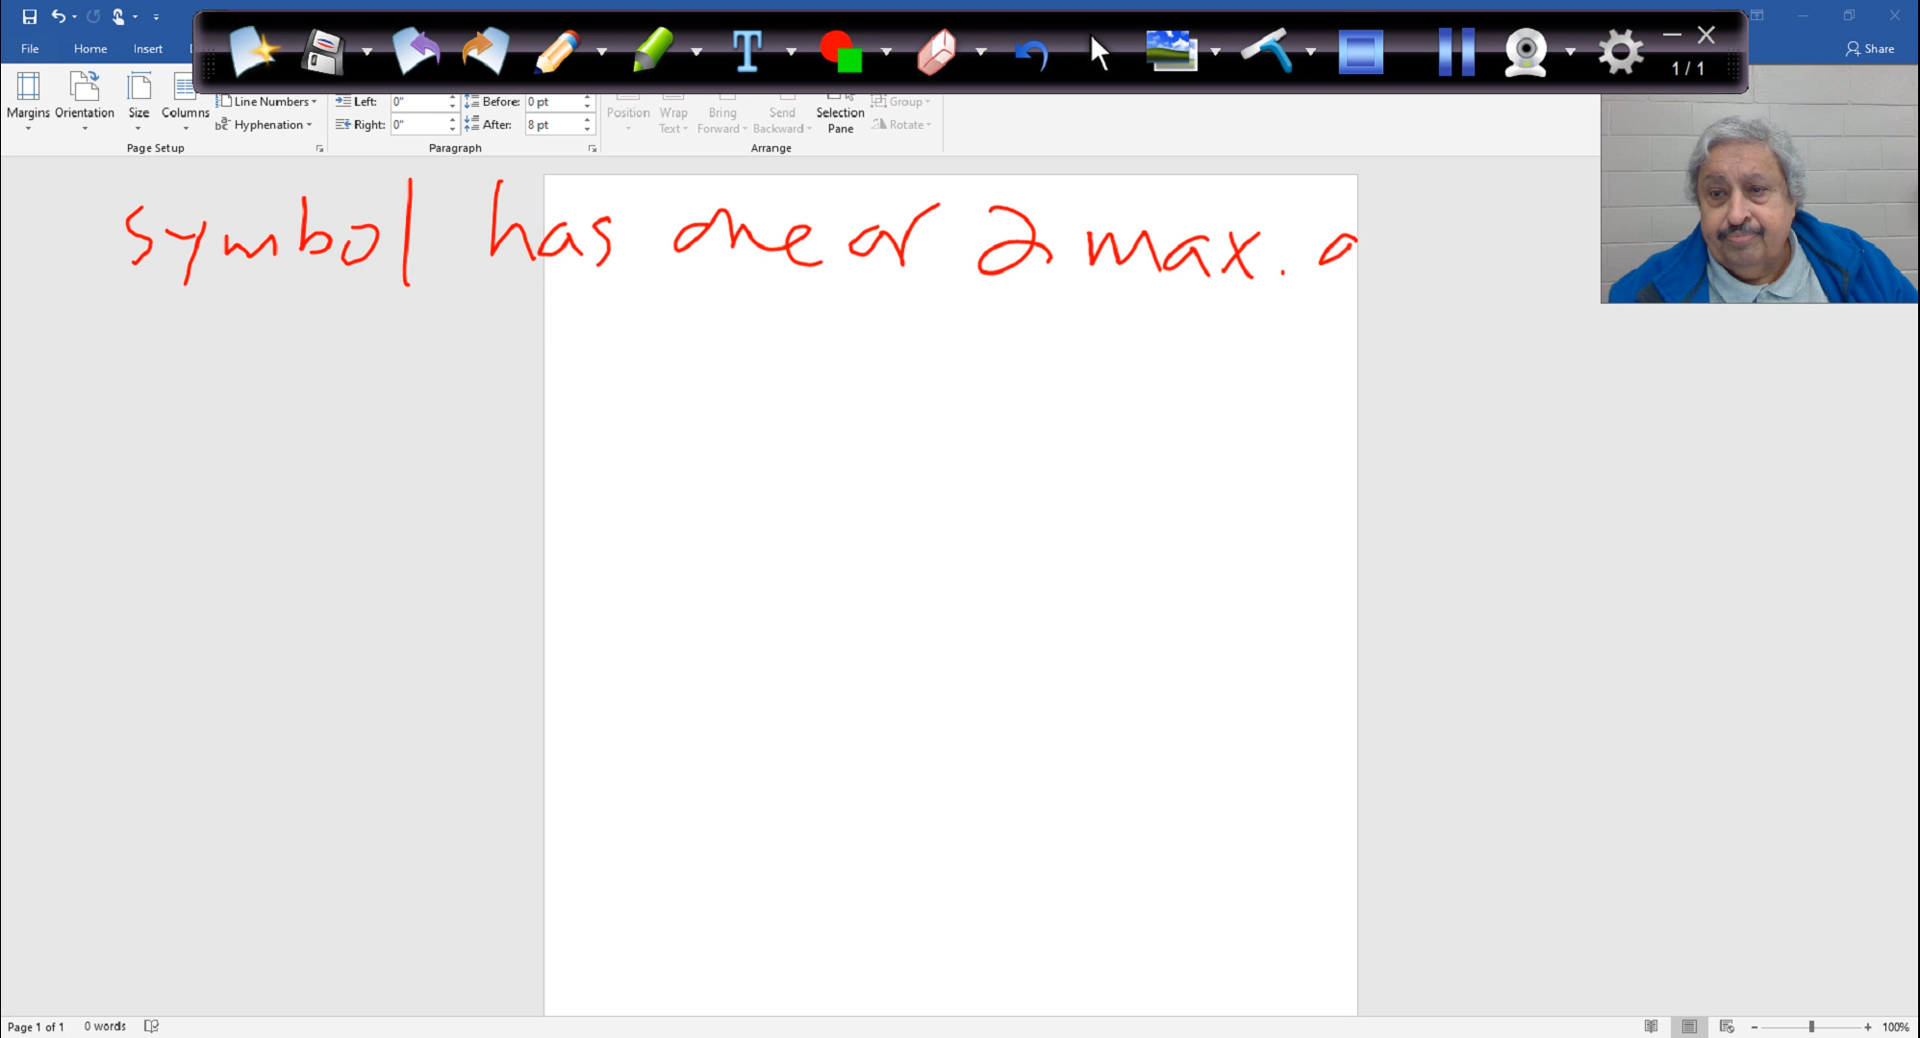 File Home Insert Share
1 / 1
Margins Orientation Size Columns Line Numbers Left: 0" Before: 0 pt Position Wrap Text Bring Forward Send Backward Selection Pane Group
Hyphenation Right: 0" After: 8 pt Rotate
Page Setup Paragraph Arrange
symbol has one or 2 max.
Page 1 of 1 0 words 100%